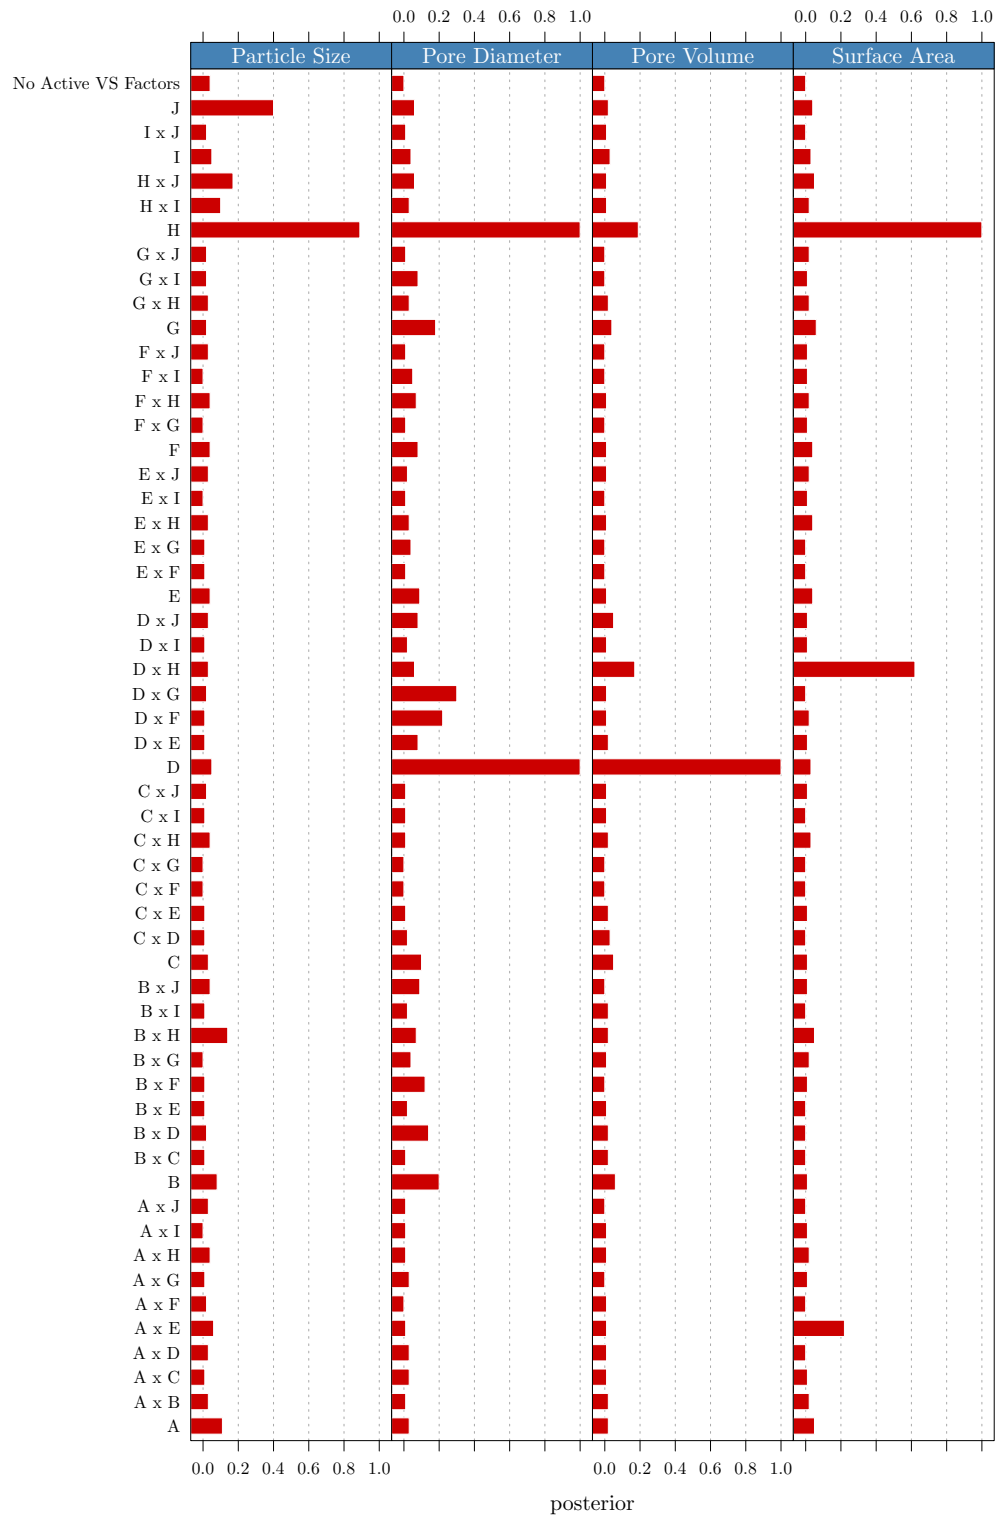 0.0 0.2 0.4 0.6 0.8 1.0 0.0 0.2 0.4 0.6 0.8 1.0
Particle Size Pore Diameter Pore Volume Surface Area
No Active VS Factors
J
I x J
I
H x J
H x I
H
G x J
G x I
G x H
G
F x J
F x I
F x H
F x G
F
E x J
E x I
E x H
E x G
E x F
E
D x J
D x I
D x H
D x G
D x F
D x E
D
C x J
C x I
C x H
C x G
C x F
C x E
C x D
C
B x J
B x I
B x H
B x G
B x F
B x E
B x D
B x C
B
A x J
A x I
A x H
A x G
A x F
A x E
A x D
A x C
A x B
A
0.0 0.2 0.4 0.6 0.8 1.0 0.0 0.2 0.4 0.6 0.8 1.0
posterior